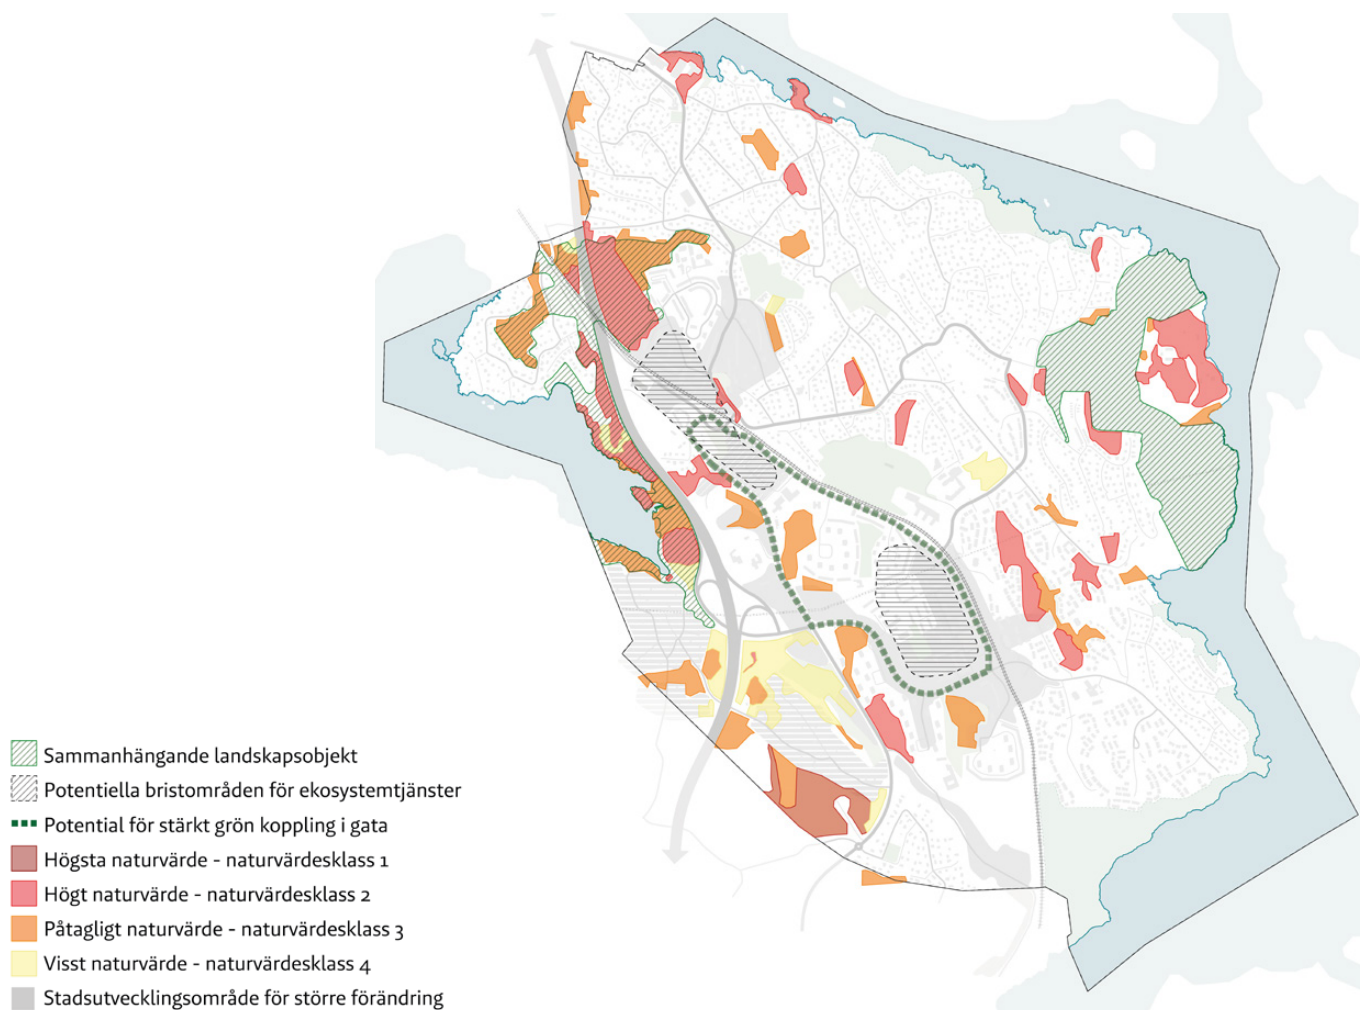 Sammanhängande landskapsobjekt
Potentiella bristområden för ekosystemtjänster
Potential för stärkt grön koppling i gata
Högsta naturvärde - naturvärdesklass 1
Högt naturvärde - naturvärdesklass 2
Påtagligt naturvärde - naturvärdesklass 3
Visst naturvärde - naturvärdesklass 4
Stadsutvecklingsområde för större förändring